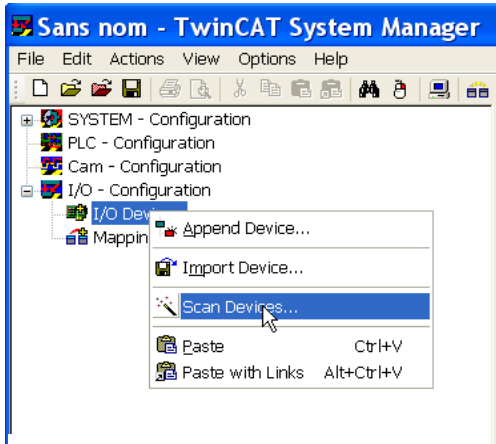 Sans nom - TwinCAT System Manager
File Edit Actions View Options Help
SYSTEM - Configuration
PLC - Configuration
Cam - Configuration
I/O - Configuration
I/O Dev
Mappin
Append Device...
Import Device...
Scan Devices...
Paste Ctrl+V
Paste with Links Alt+Ctrl+V